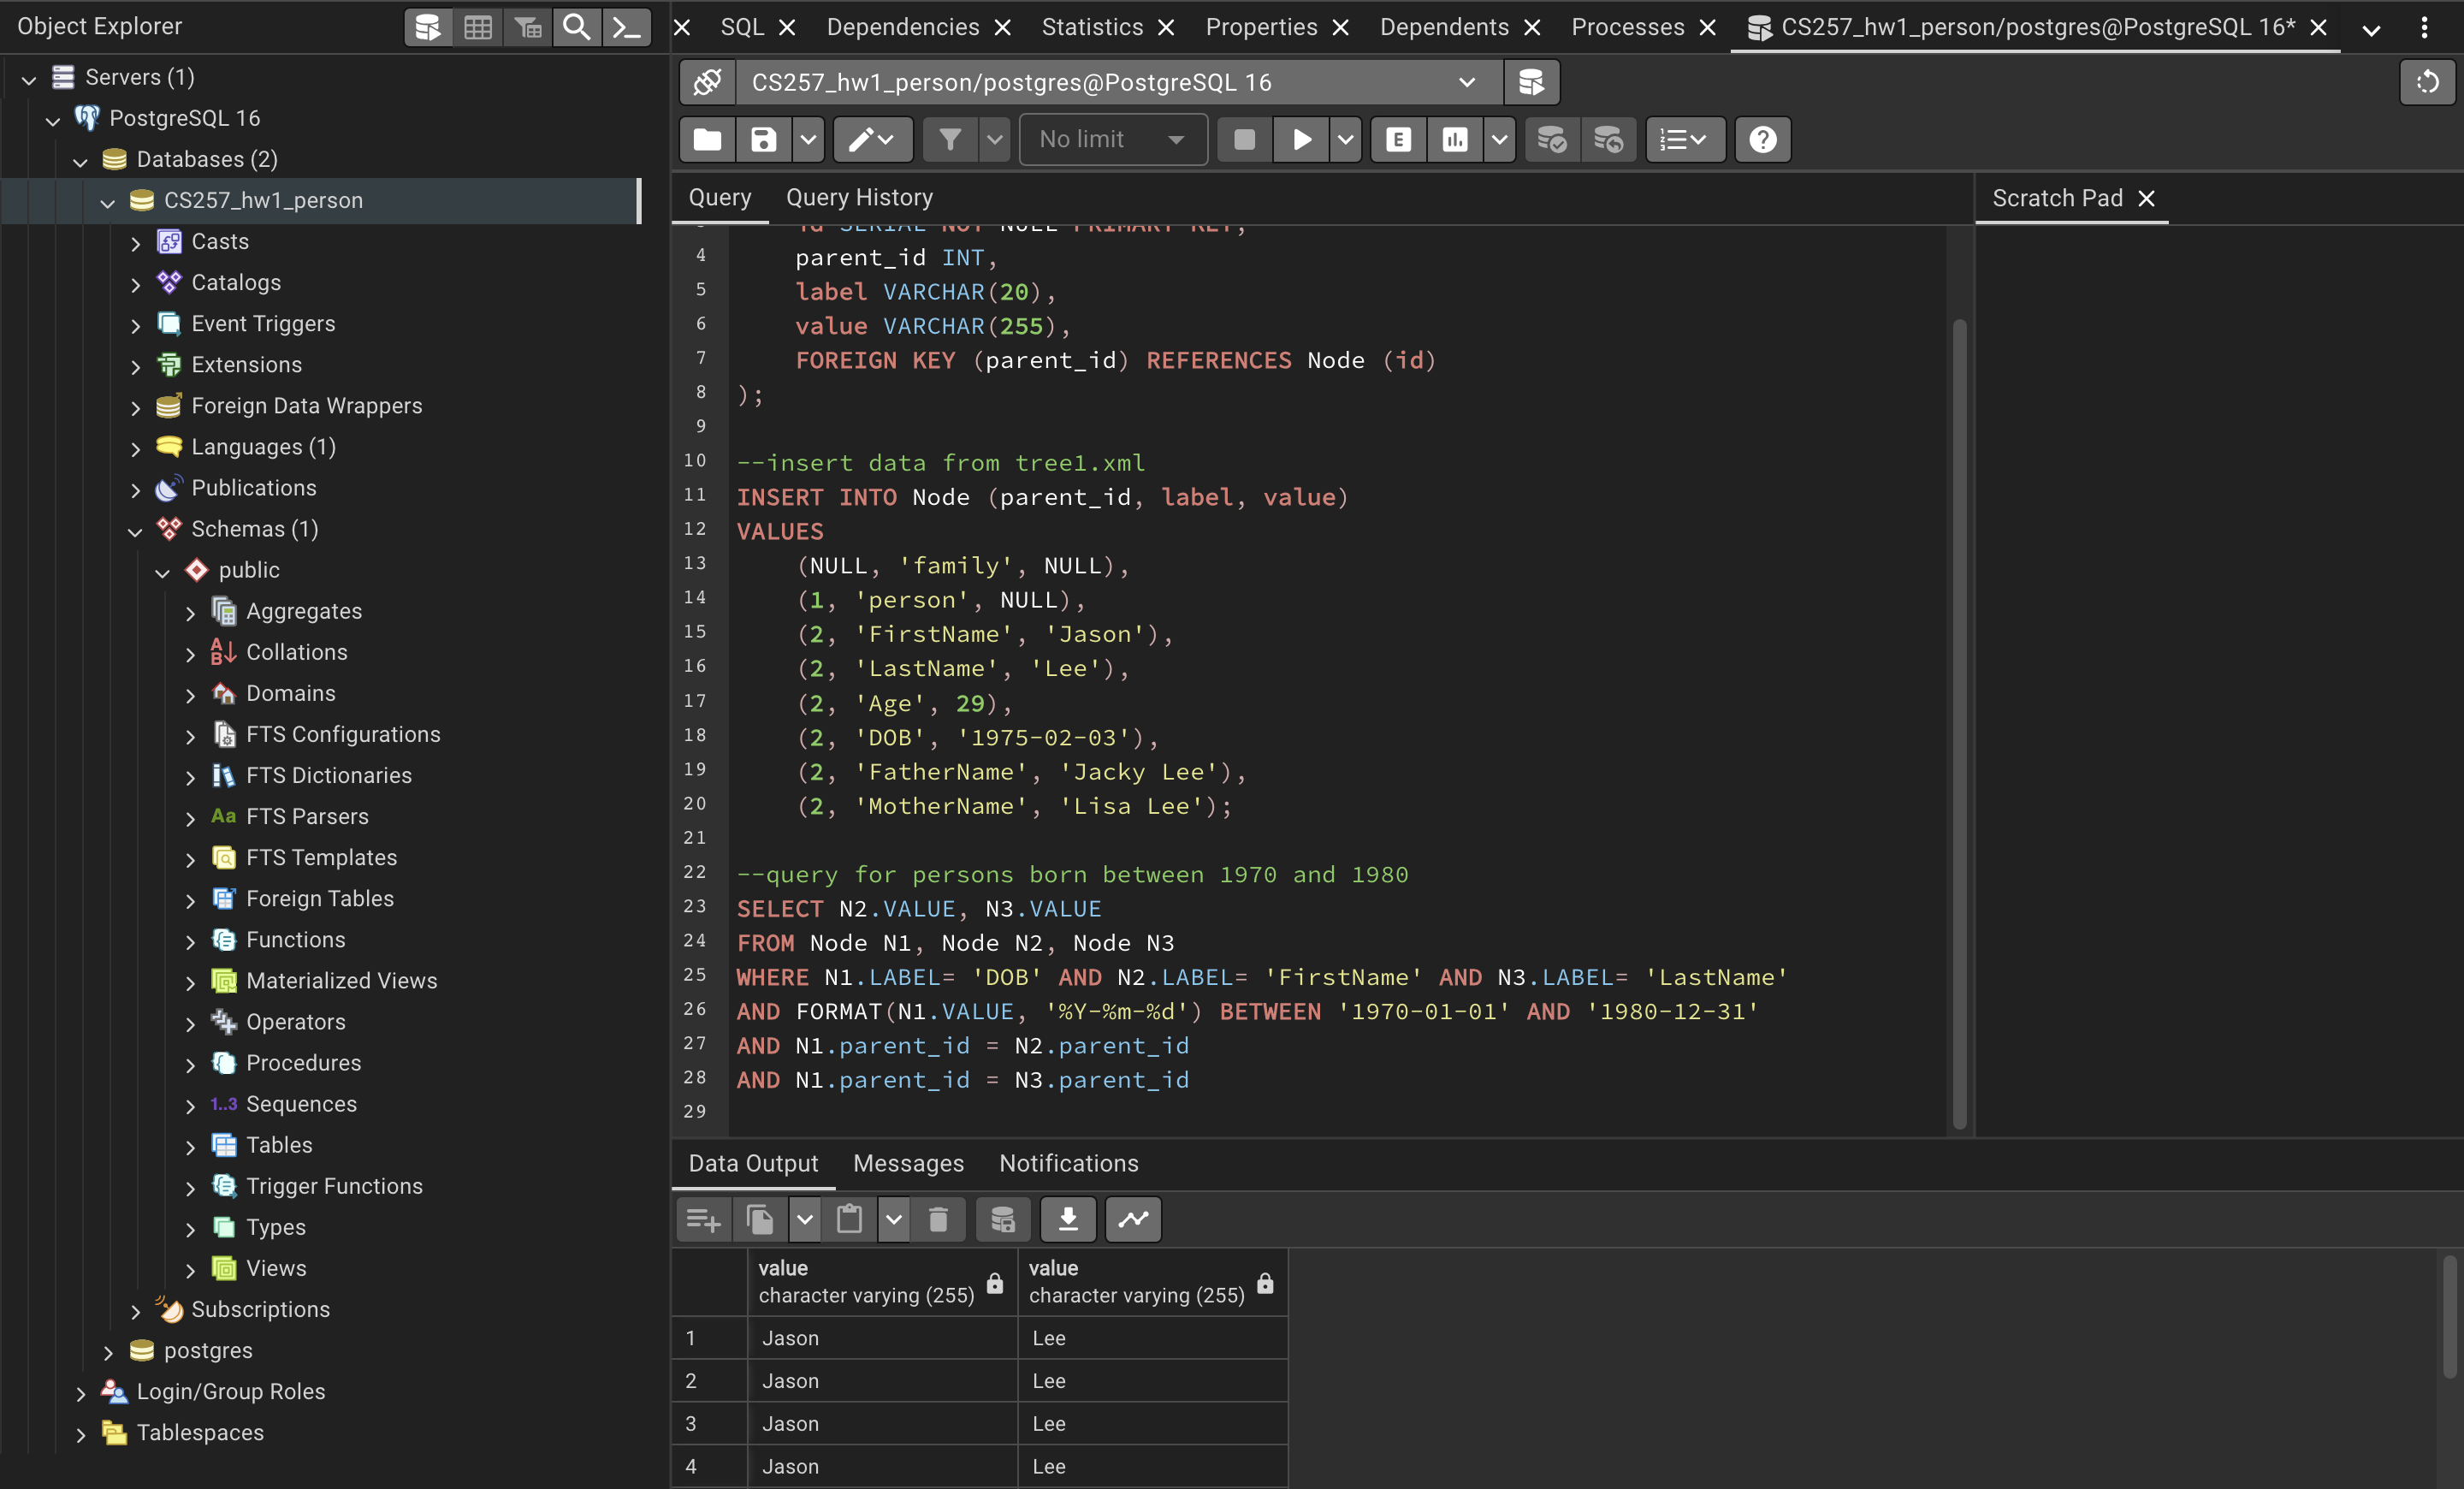 Object Explorer
Servers (1)
PostgreSQL 16
Databases (2)
CS257_hw1_person
Casts
Catalogs
Event Triggers
Extensions
Foreign Data Wrappers
Languages (1)
Publications
Schemas (1)
public
Aggregates
Collations
Domains
FTS Configurations
FTS Dictionaries
Aa FTS Parsers
FTS Templates
Foreign Tables
Functions
Materialized Views
Operators
Procedures
1..3 Sequences
Tables
Trigger Functions
Types
Views
Subscriptions
postgres
Login/Group Roles
Tablespaces
SQL Dependencies Statistics Properties Dependents Processes CS257_hw1_person/postgres@PostgreSQL 16*
CS257_hw1_person/postgres@PostgreSQL 16
No limit E
Query Query History Scratch Pad
id SERIAL NOT NULL PRIMARY KEY,
4 parent_id INT,
5 label VARCHAR(20),
6 value VARCHAR(255),
7 FOREIGN KEY (parent_id) REFERENCES Node (id)
8 );
9
10 --insert data from tree1.xml
11 INSERT INTO Node (parent_id, label, value)
12 VALUES
13 (NULL, 'family', NULL),
14 (1, 'person', NULL),
15 (2, 'FirstName', 'Jason'),
16 (2, 'LastName', 'Lee'),
17 (2, 'Age', 29),
18 (2, 'DOB', '1975-02-03'),
19 (2, 'FatherName', 'Jacky Lee'),
20 (2, 'MotherName', 'Lisa Lee');
21
22 --query for persons born between 1970 and 1980
23 SELECT N2.VALUE, N3.VALUE
24 FROM Node N1, Node N2, Node N3
25 WHERE N1.LABEL= 'DOB' AND N2.LABEL= 'FirstName' AND N3.LABEL= 'LastName'
26 AND FORMAT(N1.VALUE, '%Y-%m-%d') BETWEEN '1970-01-01' AND '1980-12-31'
27 AND N1.parent_id = N2.parent_id
28 AND N1.parent_id = N3.parent_id
29
Data Output Messages Notifications
value value
character varying (255) character varying (255)
1 Jason Lee
2 Jason Lee
3 Jason Lee
4 Jason Lee